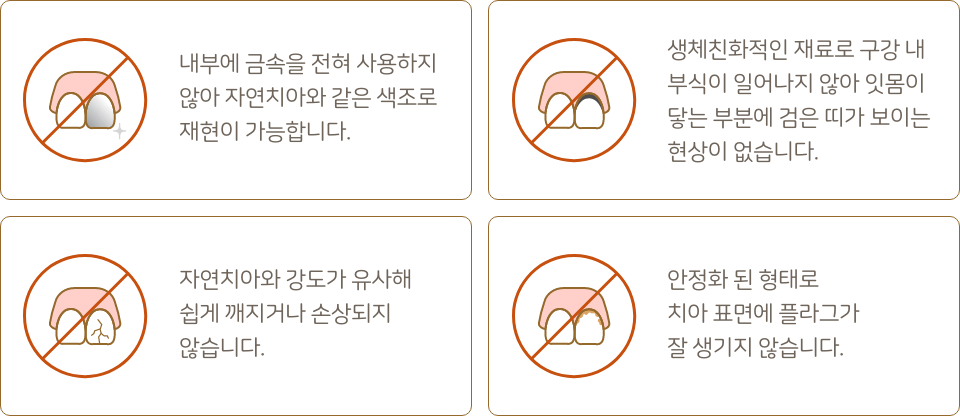 내부에 금속을 전혀 사용하지
않아 자연치아와 같은 색조로
재현이 가능합니다.
생체친화적인 재료로 구강 내
부식이 일어나지 않아 잇몸이
닿는 부분에 검은 띠가 보이는
현상이 없습니다.
자연치아와 강도가 유사해
쉽게 깨지거나 손상되지
않습니다.
안정화 된 형태로
치아 표면에 플라그가
잘 생기지 않습니다.